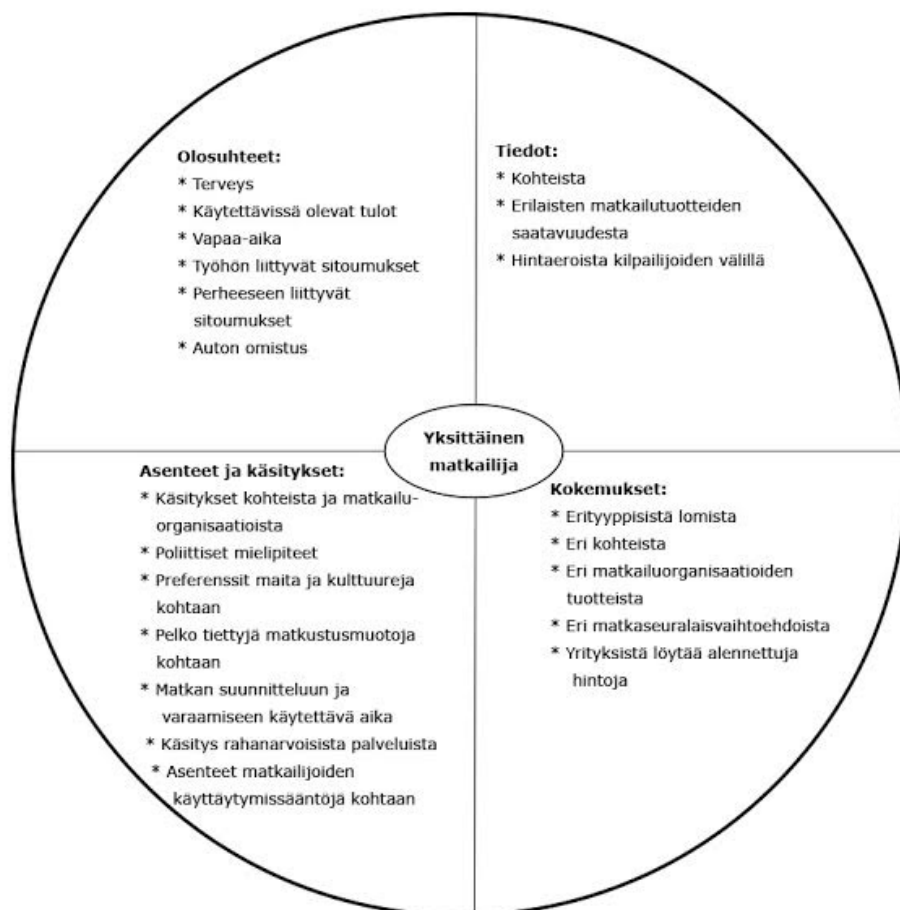 Olosuhteet:
* Terveys
* Käytettävissä olevat tulot
* Vapaa-aika
* Työhön liittyvät sitoumukset
* Perheeseen liittyvät
sitoumukset
* Auton omistus
Tiedot:
* Kohteista
* Erilaisten matkailutuotteiden
saatavuudesta
* Hintaeroista kilpailijoiden välillä
Yksittäinen
matkailija
Asenteet ja käsitykset:
* Käsitykset kohteista ja matkailu-
organisaatioista
* Poliittiset mielipiteet
* Preferenssit maita ja kulttuureja
kohtaan
* Pelko tiettyjä matkustusmuotoja
kohtaan
* Matkan suunnitteluun ja
varaamiseen käytettävä aika
* Käsitys rahanarvoisista palveluista
* Asenteet matkailijoiden
käyttäytymissääntöjä kohtaan
Kokemukset:
* Erityyppisistä lomista
* Eri kohteista
* Eri matkailuorganisaatioiden
tuotteista
* Eri matkaseuralaisvaihtoehdoista
* Yrityksistä löytää alennettuja
hintoja